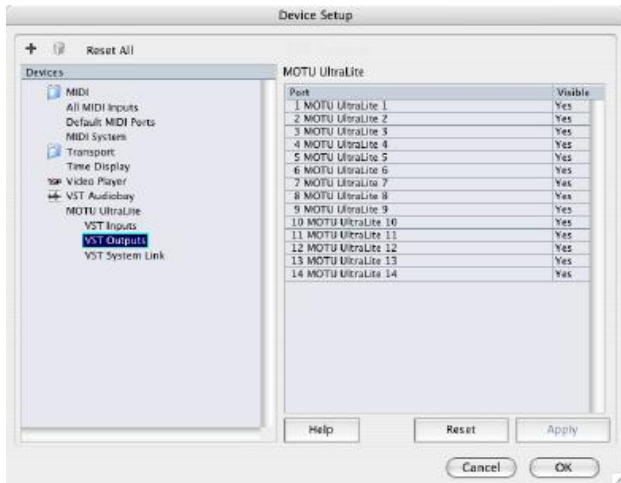 Device Setup
Reset All
Devices
MIDI
All MIDI Inputs
Default MIDI Ports
MIDI System
Transport
Time Display
Video Player
VST Audiobay
MOTU UltraLite
VST Inputs
VST Outputs
VST System Link
MOTU UltraLite
Port Visible
1 MOTU UltraLite 1 Yes
2 MOTU UltraLite 2 Yes
3 MOTU UltraLite 3 Yes
4 MOTU UltraLite 4 Yes
5 MOTU UltraLite 5 Yes
6 MOTU UltraLite 6 Yes
7 MOTU UltraLite 7 Yes
8 MOTU UltraLite 8 Yes
9 MOTU UltraLite 9 Yes
10 MOTU UltraLite 10 Yes
11 MOTU UltraLite 11 Yes
12 MOTU UltraLite 12 Yes
13 MOTU UltraLite 13 Yes
14 MOTU UltraLite 14 Yes
Help Reset Apply
Cancel OK